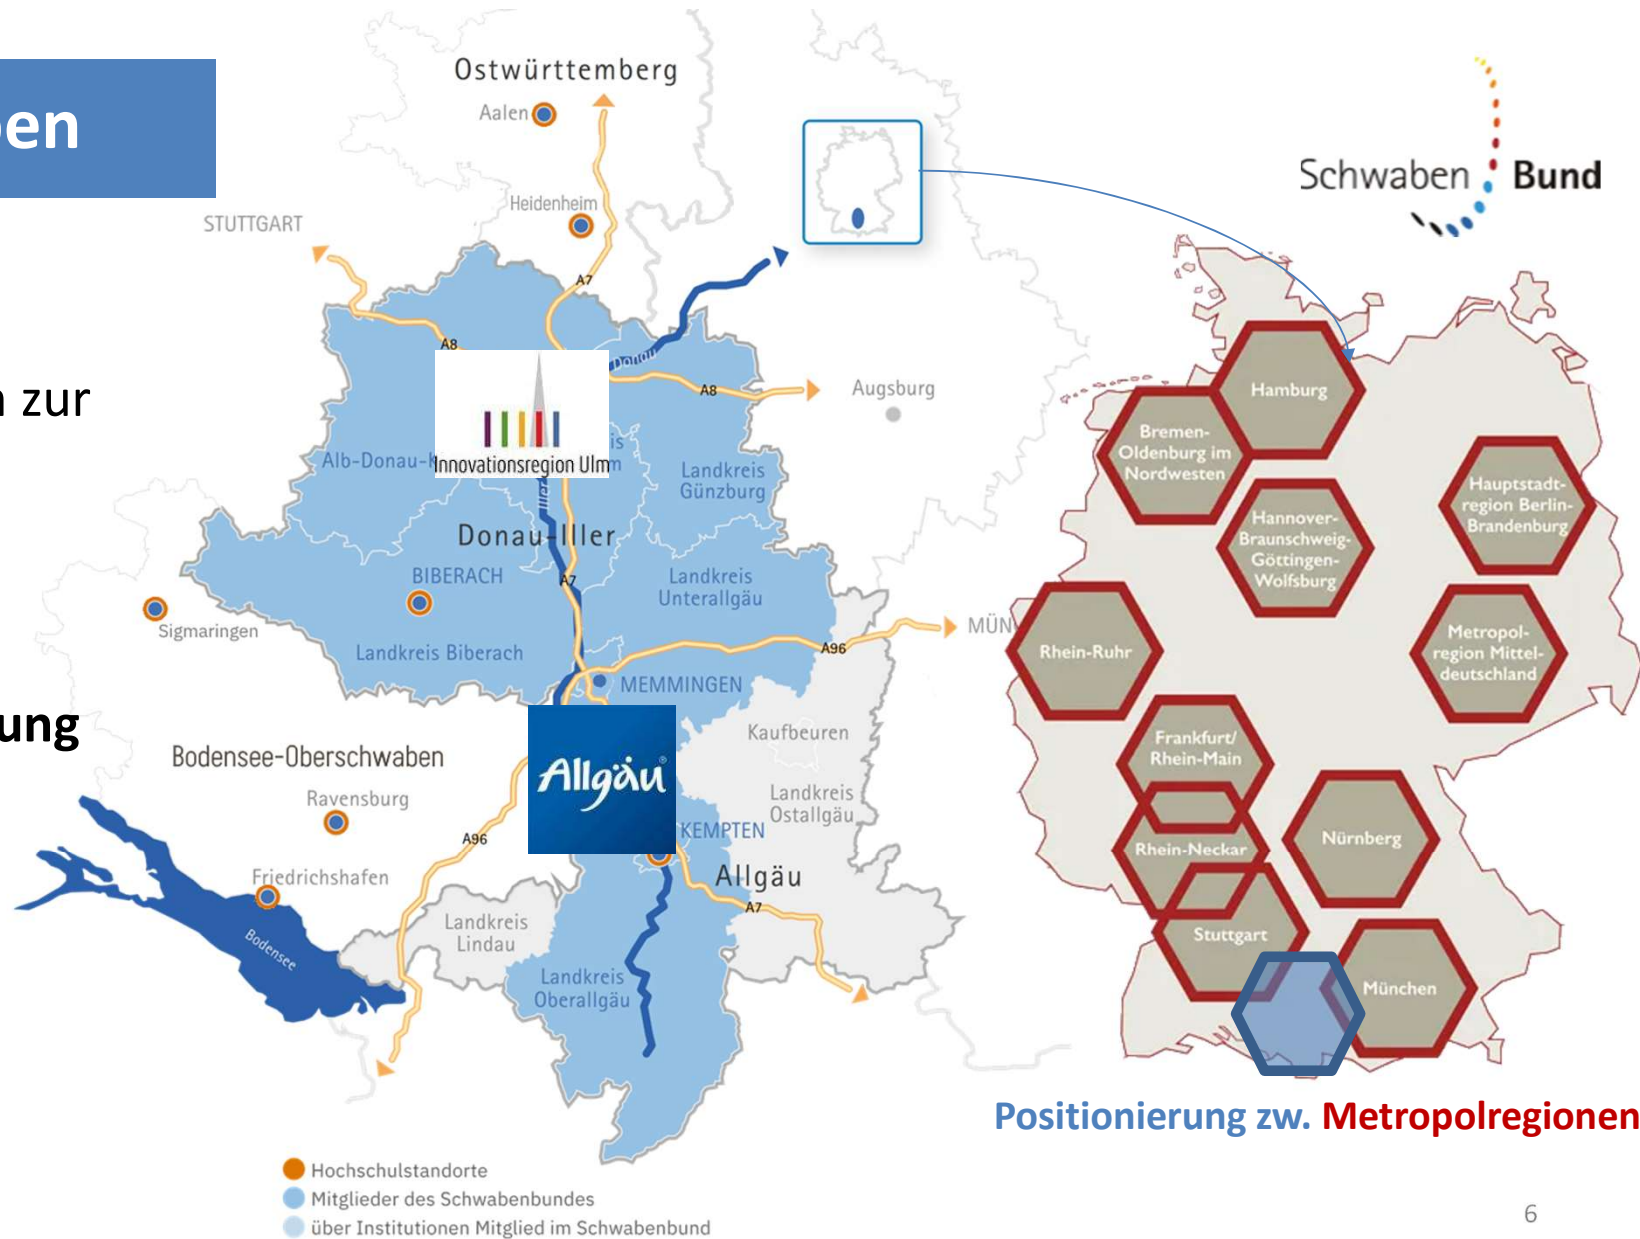 ben
zur
ung
Ostwürttemberg
Aalen
Heidenheim
STUTTGART
A7
A8
Donau
A8
Augsburg
Innovationsregion Ulm
Alb-Donau-K
is
m
Landkreis
Günzburg
Donau-Iller
BIBERACH
A7
Landkreis
Unterallgäu
Sigmaringen
Landkreis Biberach
A96
MÜN
MEMMINGEN
Kaufbeuren
Bodensee-Oberschwaben
Allgäu®
Landkreis
Ostallgäu
Ravensburg
KEMPTEN
A96
Friedrichshafen
Allgäu
A7
Landkreis
Lindau
Bodensee
Landkreis
Oberallgäu
Hochschulstandorte
Mitglieder des Schwabenbundes
über Institutionen Mitglied im Schwabenbund
Schwaben Bund
Hamburg
Bremen-
Oldenburg im
Nordwesten
Hauptstadt-
region Berlin-
Brandenburg
Hannover-
Braunschweig-
Göttingen-
Wolfsburg
Rhein-Ruhr
Metropol-
region Mittel-
deutschland
Frankfurt/
Rhein-Main
Nürnberg
Rhein-Neckar
Stuttgart
München
Positionierung zw. Metropolregionen
6